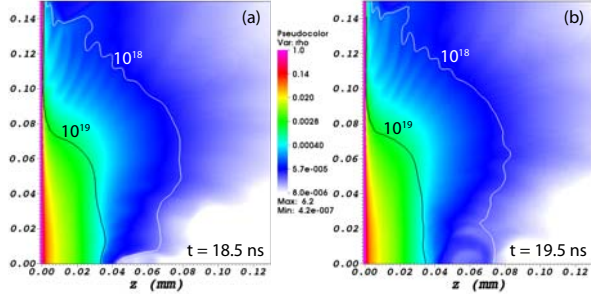 (a)
0.14
0.12
0.10
0.08
0.06
0.04
0.02
0.00
10¹⁸
10¹⁹
t = 18.5 ns
0.00 0.02 0.04 0.06 0.08 0.10 0.12
z (mm)
Pseudocolor
Var: rho
1.0
0.14
0.020
0.0028
0.00040
5.7e-005
8.0e-006
Max: 6.2
Min: 4.2e-007
(b)
0.14
0.12
0.10
0.08
0.06
0.04
0.02
0.00
10¹⁸
10¹⁹
t = 19.5 ns
0.00 0.02 0.04 0.06 0.08 0.10 0.12
z (mm)